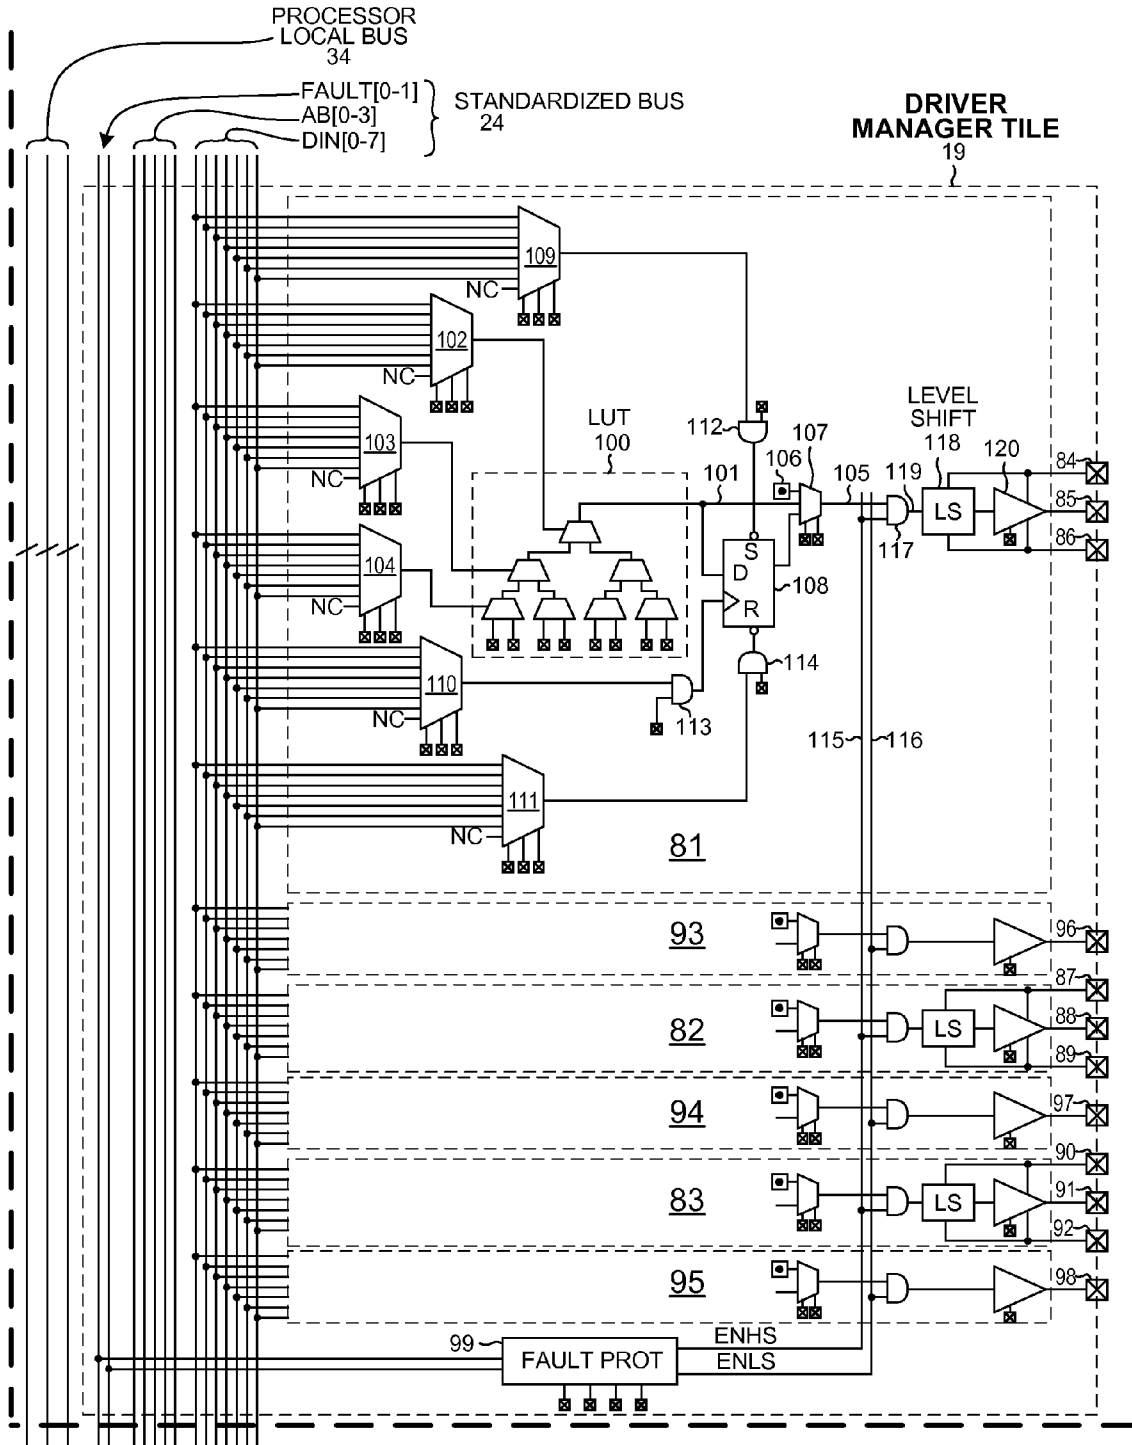 PROCESSOR
LOCAL BUS
34
FAULT[0-1]
AB[0-3]
DIN[0-7]
STANDARDIZED BUS
24
DRIVER
MANAGER TILE
19
109
NC
102
NC
103
NC
104
NC
110
NC
111
NC
LUT
100
101
112
106
107
105
S
D
R
108
113
114
115
116
117
119
LEVEL
SHIFT
118
LS
120
84
85
86
81
93
96
82
LS
87
88
89
94
97
83
LS
90
91
92
95
98
99
FAULT PROT
ENHS
ENLS